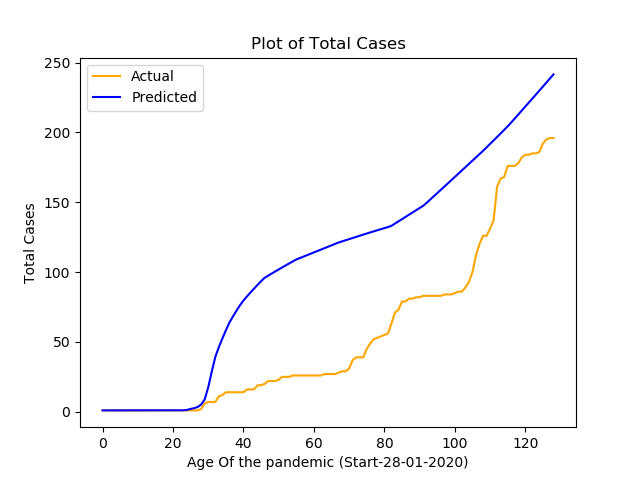 Plot of Total Cases
Actual
Predicted
250
200
150
100
50
0
Total Cases
0 20 40 60 80 100 120
Age Of the pandemic (Start-28-01-2020)